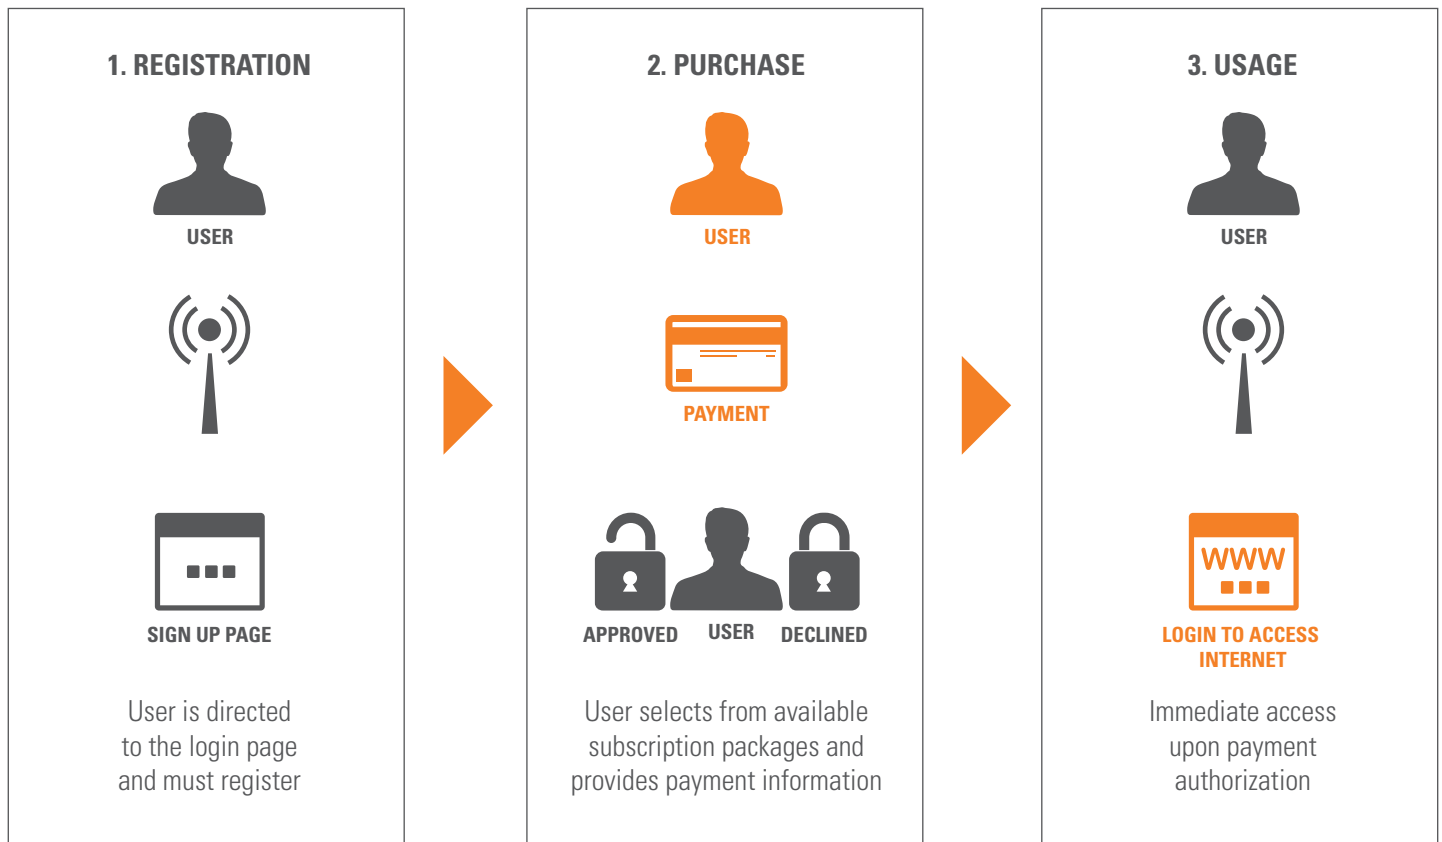 1. REGISTRATION
USER
SIGN UP PAGE
User is directed
to the login page
and must register
2. PURCHASE
USER
PAYMENT
APPROVED
USER
DECLINED
User selects from available
subscription packages and
provides payment information
3. USAGE
USER
WWW
LOGIN TO ACCESS
INTERNET
Immediate access
upon payment
authorization